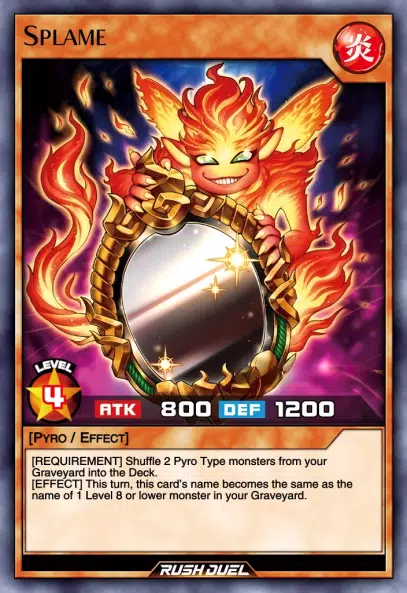 Splame
炎
LEVEL
4
ATK 800 DEF 1200
[Pyro / Effect]
[REQUIREMENT] Shuffle 2 Pyro Type monsters from your
Graveyard into the Deck.
[EFFECT] This turn, this card's name becomes the same as the
name of 1 Level 8 or lower monster in your Graveyard.
RUSH DUEL